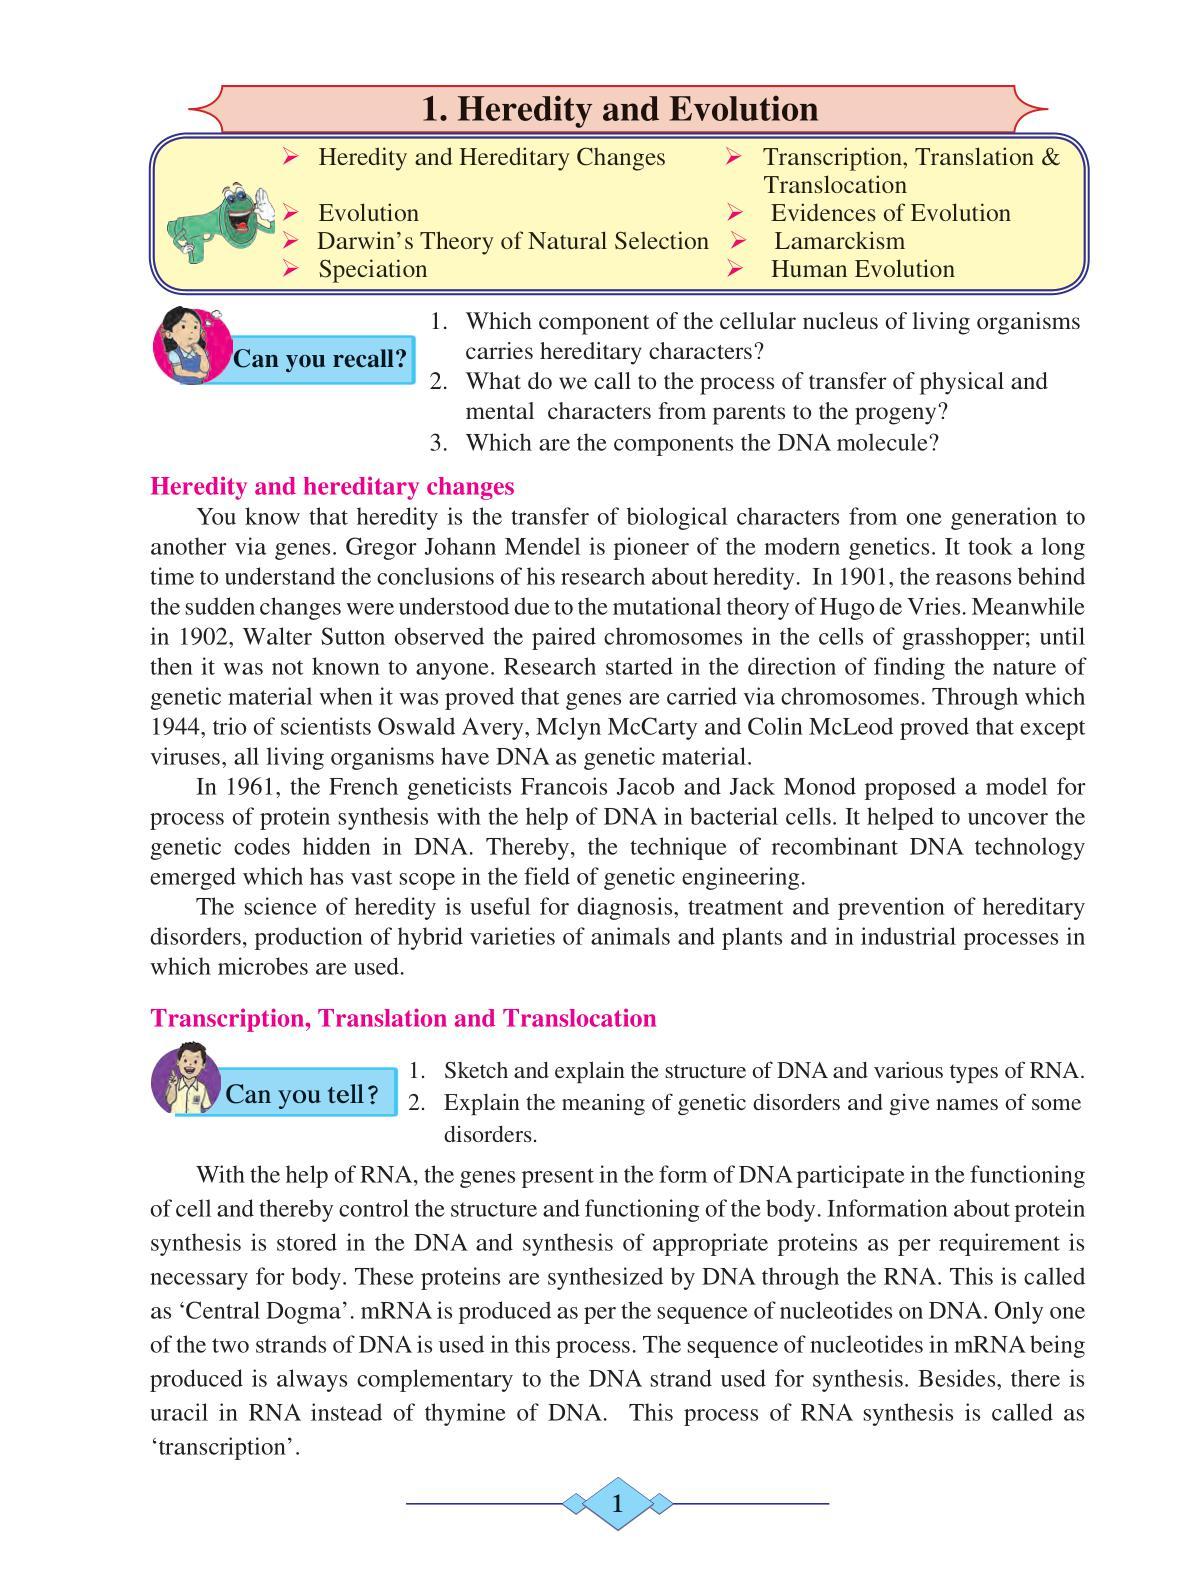 1. Heredity and Evolution
➢ Heredity and Hereditary Changes
➢ Transcription, Translation &
Translocation
➢ Evolution
➢ Evidences of Evolution
➢ Darwin’s Theory of Natural Selection
➢ Lamarckism
➢ Speciation
➢ Human Evolution
Can you recall?
1. Which component of the cellular nucleus of living organisms
carries hereditary characters?
2. What do we call to the process of transfer of physical and
mental characters from parents to the progeny?
3. Which are the components the DNA molecule?
Heredity and hereditary changes
You know that heredity is the transfer of biological characters from one generation to
another via genes. Gregor Johann Mendel is pioneer of the modern genetics. It took a long
time to understand the conclusions of his research about heredity. In 1901, the reasons behind
the sudden changes were understood due to the mutational theory of Hugo de Vries. Meanwhile
in 1902, Walter Sutton observed the paired chromosomes in the cells of grasshopper; until
then it was not known to anyone. Research started in the direction of finding the nature of
genetic material when it was proved that genes are carried via chromosomes. Through which
1944, trio of scientists Oswald Avery, Mclyn McCarty and Colin McLeod proved that except
viruses, all living organisms have DNA as genetic material.
In 1961, the French geneticists Francois Jacob and Jack Monod proposed a model for
process of protein synthesis with the help of DNA in bacterial cells. It helped to uncover the
genetic codes hidden in DNA. Thereby, the technique of recombinant DNA technology
emerged which has vast scope in the field of genetic engineering.
The science of heredity is useful for diagnosis, treatment and prevention of hereditary
disorders, production of hybrid varieties of animals and plants and in industrial processes in
which microbes are used.
Transcription, Translation and Translocation
Can you tell?
1. Sketch and explain the structure of DNA and various types of RNA.
2. Explain the meaning of genetic disorders and give names of some
disorders.
With the help of RNA, the genes present in the form of DNA participate in the functioning
of cell and thereby control the structure and functioning of the body. Information about protein
synthesis is stored in the DNA and synthesis of appropriate proteins as per requirement is
necessary for body. These proteins are synthesized by DNA through the RNA. This is called
as ‘Central Dogma’. mRNA is produced as per the sequence of nucleotides on DNA. Only one
of the two strands of DNA is used in this process. The sequence of nucleotides in mRNA being
produced is always complementary to the DNA strand used for synthesis. Besides, there is
uracil in RNA instead of thymine of DNA. This process of RNA synthesis is called as
‘transcription’.
1